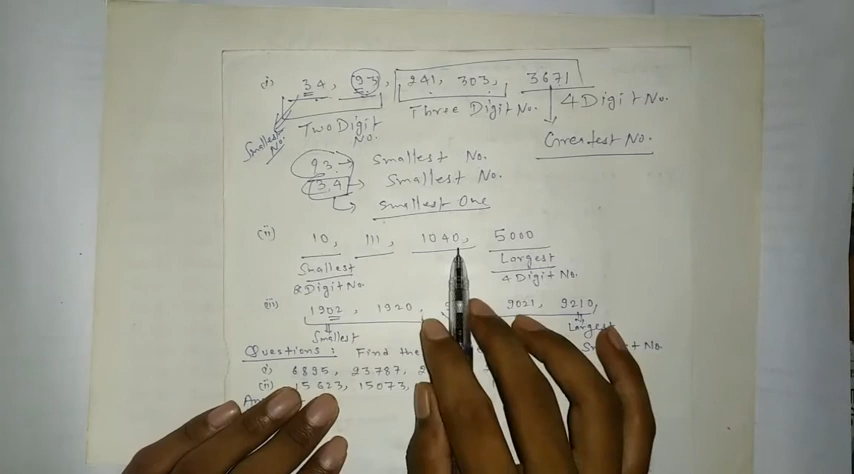 (i) 34, 93, 241, 303, 3671
Two Digit No.
Three Digit No.
4 Digit No.
Smallest No.
Greatest No.
93 → Smallest No.
34 → Smallest No.
Smallest One
(ii) 10, 111, 1040, 5000
Smallest
Largest
& Digit No.
4 Digit No.
(iii) 1902, 1920, 9021, 9210,
Smallest
Largest
Questions : Find the No.
i) 6895, 23787,
(ii) 15623, 15073,